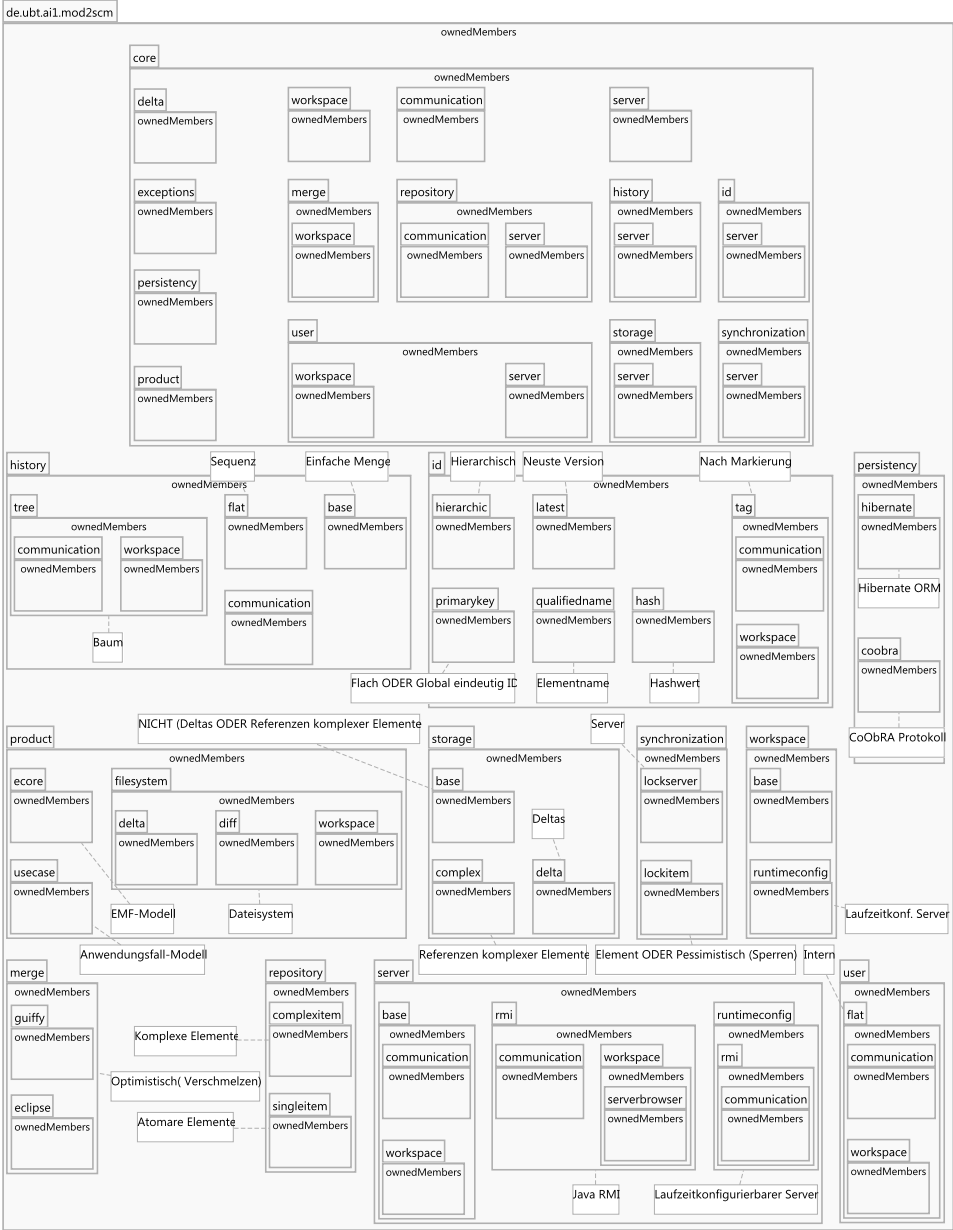 de.ubt.ai1.mod2scm
ownedMembers
core
ownedMembers
delta
ownedMembers
workspace
ownedMembers
communication
ownedMembers
server
ownedMembers
exceptions
ownedMembers
merge
ownedMembers
workspace
ownedMembers
repository
ownedMembers
communication
ownedMembers
server
ownedMembers
history
ownedMembers
server
ownedMembers
id
ownedMembers
server
ownedMembers
persistency
ownedMembers
product
ownedMembers
user
ownedMembers
workspace
ownedMembers
server
ownedMembers
storage
ownedMembers
server
ownedMembers
synchronization
ownedMembers
server
ownedMembers
history
ownedMembers
Sequenz
Einfache Menge
tree
ownedMembers
communication
ownedMembers
workspace
ownedMembers
Baum
flat
ownedMembers
base
ownedMembers
communication
ownedMembers
id
ownedMembers
Hierarchisch
Neuste Version
Nach Markierung
hierarchic
ownedMembers
latest
ownedMembers
tag
ownedMembers
communication
ownedMembers
workspace
ownedMembers
primarykey
ownedMembers
qualifiedname
ownedMembers
hash
ownedMembers
Flach ODER Global eindeutig ID
Elementname
Hashwert
persistency
ownedMembers
hibernate
ownedMembers
Hibernate ORM
coobra
ownedMembers
CoObRA Protokoll
product
ownedMembers
ecore
ownedMembers
filesystem
ownedMembers
delta
ownedMembers
diff
ownedMembers
workspace
ownedMembers
usecase
ownedMembers
EMF-Modell
Dateisystem
Anwendungsfall-Modell
NICHT (Deltas ODER Referenzen komplexer Elemente
storage
ownedMembers
base
ownedMembers
Deltas
complex
ownedMembers
delta
ownedMembers
Referenzen komplexer Elemente
Server
synchronization
ownedMembers
lockserver
ownedMembers
lockitem
ownedMembers
Element ODER Pessimistisch (Sperren)
workspace
ownedMembers
base
ownedMembers
runtimeconfig
ownedMembers
Laufzeitkonf. Server
Intern
merge
ownedMembers
guiffy
ownedMembers
eclipse
ownedMembers
Komplexe Elemente
Optimistisch( Verschmelzen)
Atomare Elemente
repository
ownedMembers
complexitem
ownedMembers
singleitem
ownedMembers
server
ownedMembers
base
ownedMembers
communication
ownedMembers
workspace
ownedMembers
rmi
ownedMembers
communication
ownedMembers
workspace
ownedMembers
serverbrowser
ownedMembers
Java RMI
runtimeconfig
ownedMembers
rmi
ownedMembers
communication
ownedMembers
Laufzeitkonfigurierbarer Server
user
ownedMembers
flat
ownedMembers
communication
ownedMembers
workspace
ownedMembers